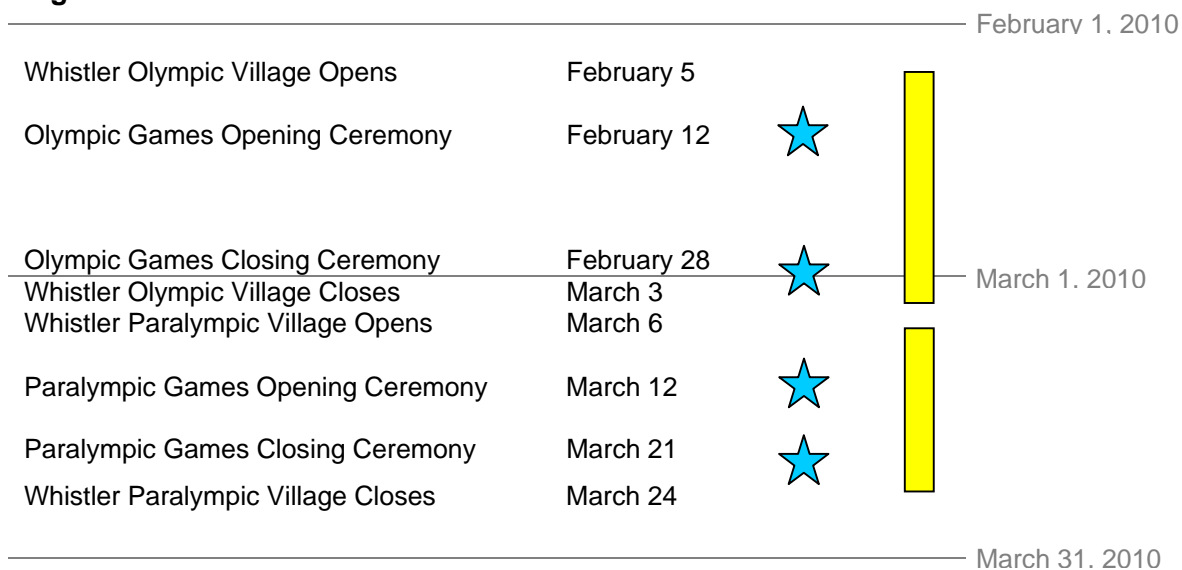 February 1, 2010
Whistler Olympic Village Opens February 5
Olympic Games Opening Ceremony February 12
Olympic Games Closing Ceremony February 28
March 1, 2010
Whistler Olympic Village Closes March 3
Whistler Paralympic Village Opens March 6
Paralympic Games Opening Ceremony March 12
Paralympic Games Closing Ceremony March 21
Whistler Paralympic Village Closes March 24
March 31, 2010